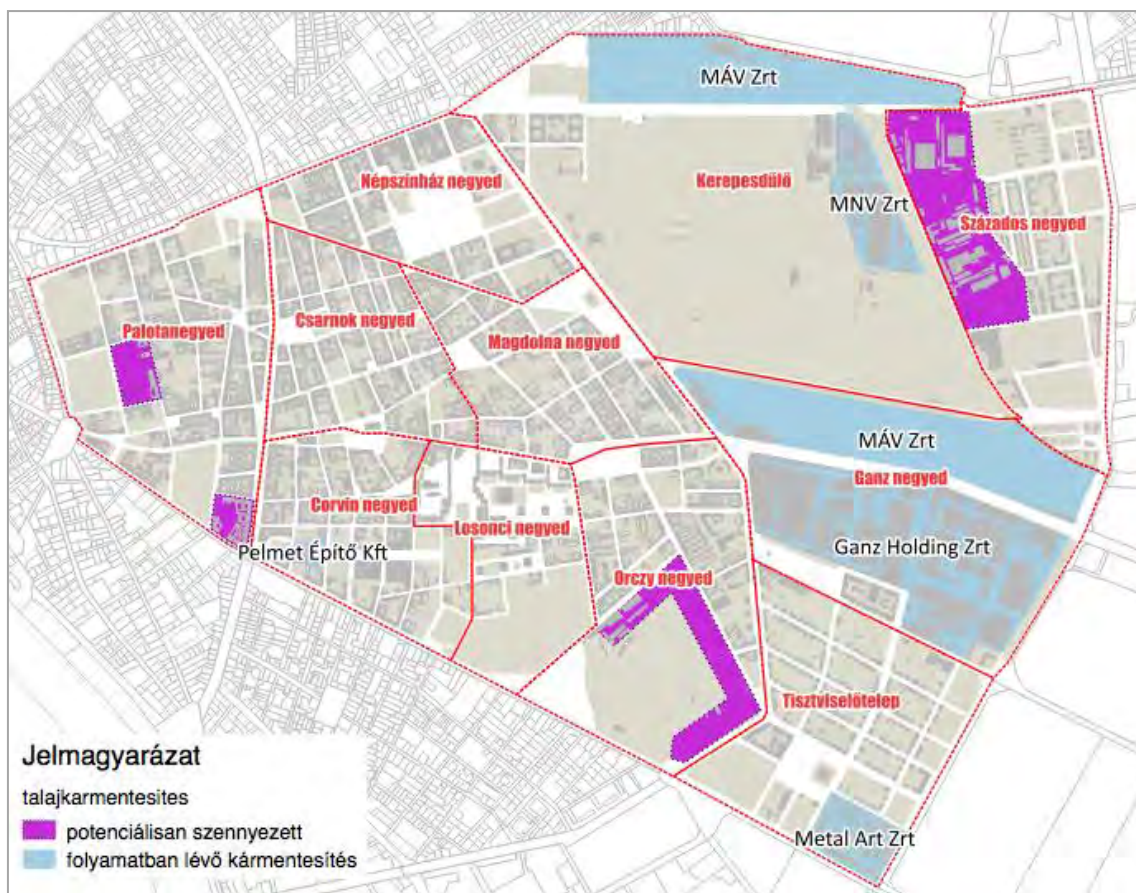 MÁV Zrt
Népszínház negyed
Kerepesdűlő
MNV Zrt
Százados negyed
Palotanegyed
Csarnok negyed
Magdolna negyed
MÁV Zrt
Ganz negyed
Corvin negyed
Losonci negyed
Ganz Holding Zrt
Pelmet Építő Kft
Orczy negyed
Tisztviselőtelep
Metal Art Zrt
Jelmagyarázat
talajkarmentesites
potenciálisan szennyezett
folyamatban lévő kármentesítés